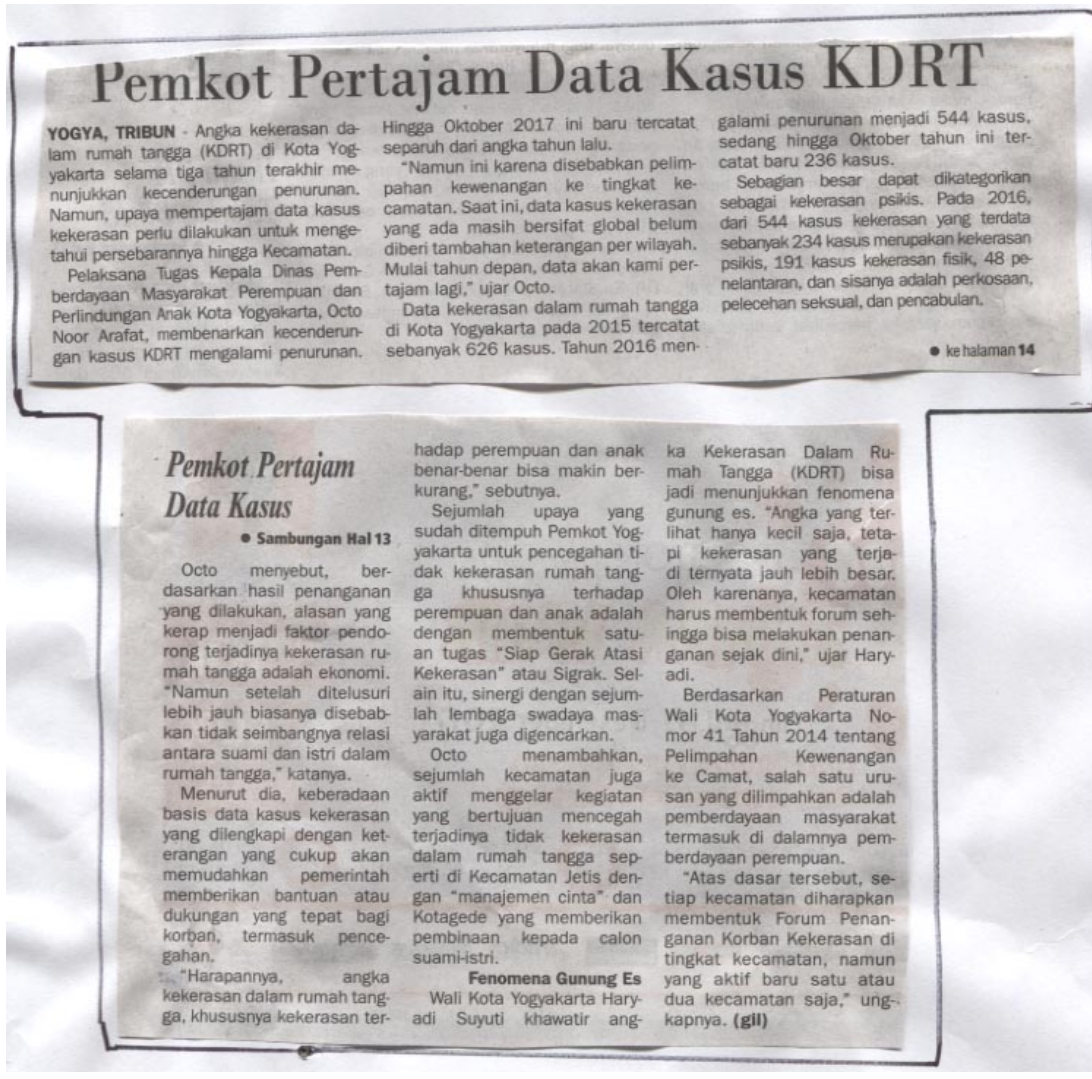 Pemkot Pertajam Data Kasus KDRT
YOGYA, TRIBUN - Angka kekerasan da-
lam rumah tangga (KDRT) di Kota Yog-
yakarta selama tiga tahun terakhir me-
nunjukkan kecenderungan penurunan.
Namun, upaya mempertajam data kasus
kekerasan perlu dilakukan untuk menge-
tahui persebarannya hingga Kecamatan.
Pelaksana Tugas Kepala Dinas Pem-
berdayaan Masyarakat Perempuan dan
Perlindungan Anak Kota Yogyakarta, Octo
Noor Arafat, membenarkan kecenderun-
gan kasus KDRT mengalami penurunan.
Hingga Oktober 2017 ini baru tercatat
separuh dari angka tahun lalu.
"Namun ini karena disebabkan pelim-
pahan kewenangan ke tingkat ke-
camatan. Saat ini, data kasus kekerasan
yang ada masih bersifat global belum
diberi tambahan keterangan per wilayah.
Mulai tahun depan, data akan kami per-
tajam lagi," ujar Octo.
Data kekerasan dalam rumah tangga
di Kota Yogyakarta pada 2015 tercatat
sebanyak 626 kasus. Tahun 2016 men-
galami penurunan menjadi 544 kasus,
sedang hingga Oktober tahun ini ter-
catat baru 236 kasus.
Sebagian besar dapat dikategorikan
sebagai kekerasan psikis. Pada 2016,
dari 544 kasus kekerasan yang terdata
sebanyak 234 kasus merupakan kekerasan
psikis, 191 kasus kekerasan fisik, 48 pe-
nelantaran, dan sisanya adalah perkosaan,
pelecehan seksual, dan pencabulan.
● ke halaman 14
Pemkot Pertajam
Data Kasus
● Sambungan Hal 13
Octo menyebut, ber-
dasarkan hasil penanganan
yang dilakukan, alasan yang
kerap menjadi faktor pendo-
rong terjadinya kekerasan ru-
mah tangga adalah ekonomi.
"Namun setelah ditelusuri
lebih jauh biasanya disebab-
kan tidak seimbangnya relasi
antara suami dan istri dalam
rumah tangga," katanya.
Menurut dia, keberadaan
basis data kasus kekerasan
yang dilengkapi dengan ket-
erangan yang cukup akan
memudahkan pemerintah
memberikan bantuan atau
dukungan yang tepat bagi
korban, termasuk pence-
gahan.
"Harapannya, angka
kekerasan dalam rumah tang-
ga, khususnya kekerasan ter-
hadap perempuan dan anak
benar-benar bisa makin ber-
kurang," sebutnya.
Sejumlah upaya yang
sudah ditempuh Pemkot Yog-
yakarta untuk pencegahan ti-
dak kekerasan rumah tang-
ga khususnya terhadap
perempuan dan anak adalah
dengan membentuk satu-
an tugas "Siap Gerak Atasi
Kekerasan" atau Sigrak. Sel-
ain itu, sinergi dengan sejum-
lah lembaga swadaya mas-
yarakat juga digencarkan.
Octo menambahkan,
sejumlah kecamatan juga
aktif menggelar kegiatan
yang bertujuan mencegah
terjadinya tidak kekerasan
dalam rumah tangga sep-
erti di Kecamatan Jetis den-
gan "manajemen cinta" dan
Kotagede yang memberikan
pembinaan kepada calon
suami-istri.
Fenomena Gunung Es
Wali Kota Yogyakarta Hary-
adi Suyuti khawatir ang-
ka Kekerasan Dalam Ru-
mah Tangga (KDRT) bisa
jadi menunjukkan fenomena
gunung es. "Angka yang ter-
lihat hanya kecil saja, teta-
pi kekerasan yang terja-
di ternyata jauh lebih besar.
Oleh karenanya, kecamatan
harus membentuk forum seh-
ingga bisa melakukan penan-
ganan sejak dini," ujar Hary-
adi.
Berdasarkan Peraturan
Wali Kota Yogyakarta No-
mor 41 Tahun 2014 tentang
Pelimpahan Kewenangan
ke Camat, salah satu uru-
san yang dilimpahkan adalah
pemberdayaan masyarakat
termasuk di dalamnya pem-
berdayaan perempuan.
"Atas dasar tersebut, se-
tiap kecamatan diharapkan
membentuk Forum Penan-
ganan Korban Kekerasan di
tingkat kecamatan, namun
yang aktif baru satu atau
dua kecamatan saja," ung-
kapnya. (gil)